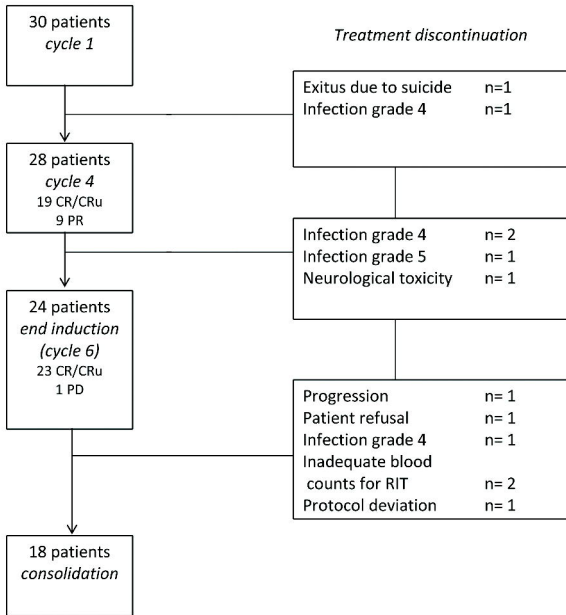 30 patients
cycle 1
Treatment discontinuation
Exitus due to suicide n=1
Infection grade 4 n=1
28 patients
cycle 4
19 CR/CRu
9 PR
Infection grade 4 n= 2
Infection grade 5 n= 1
Neurological toxicity n= 1
24 patients
end induction
(cycle 6)
23 CR/CRu
1 PD
Progression n= 1
Patient refusal n= 1
Infection grade 4 n= 1
Inadequate blood
counts for RIT n= 2
Protocol deviation n= 1
18 patients
consolidation